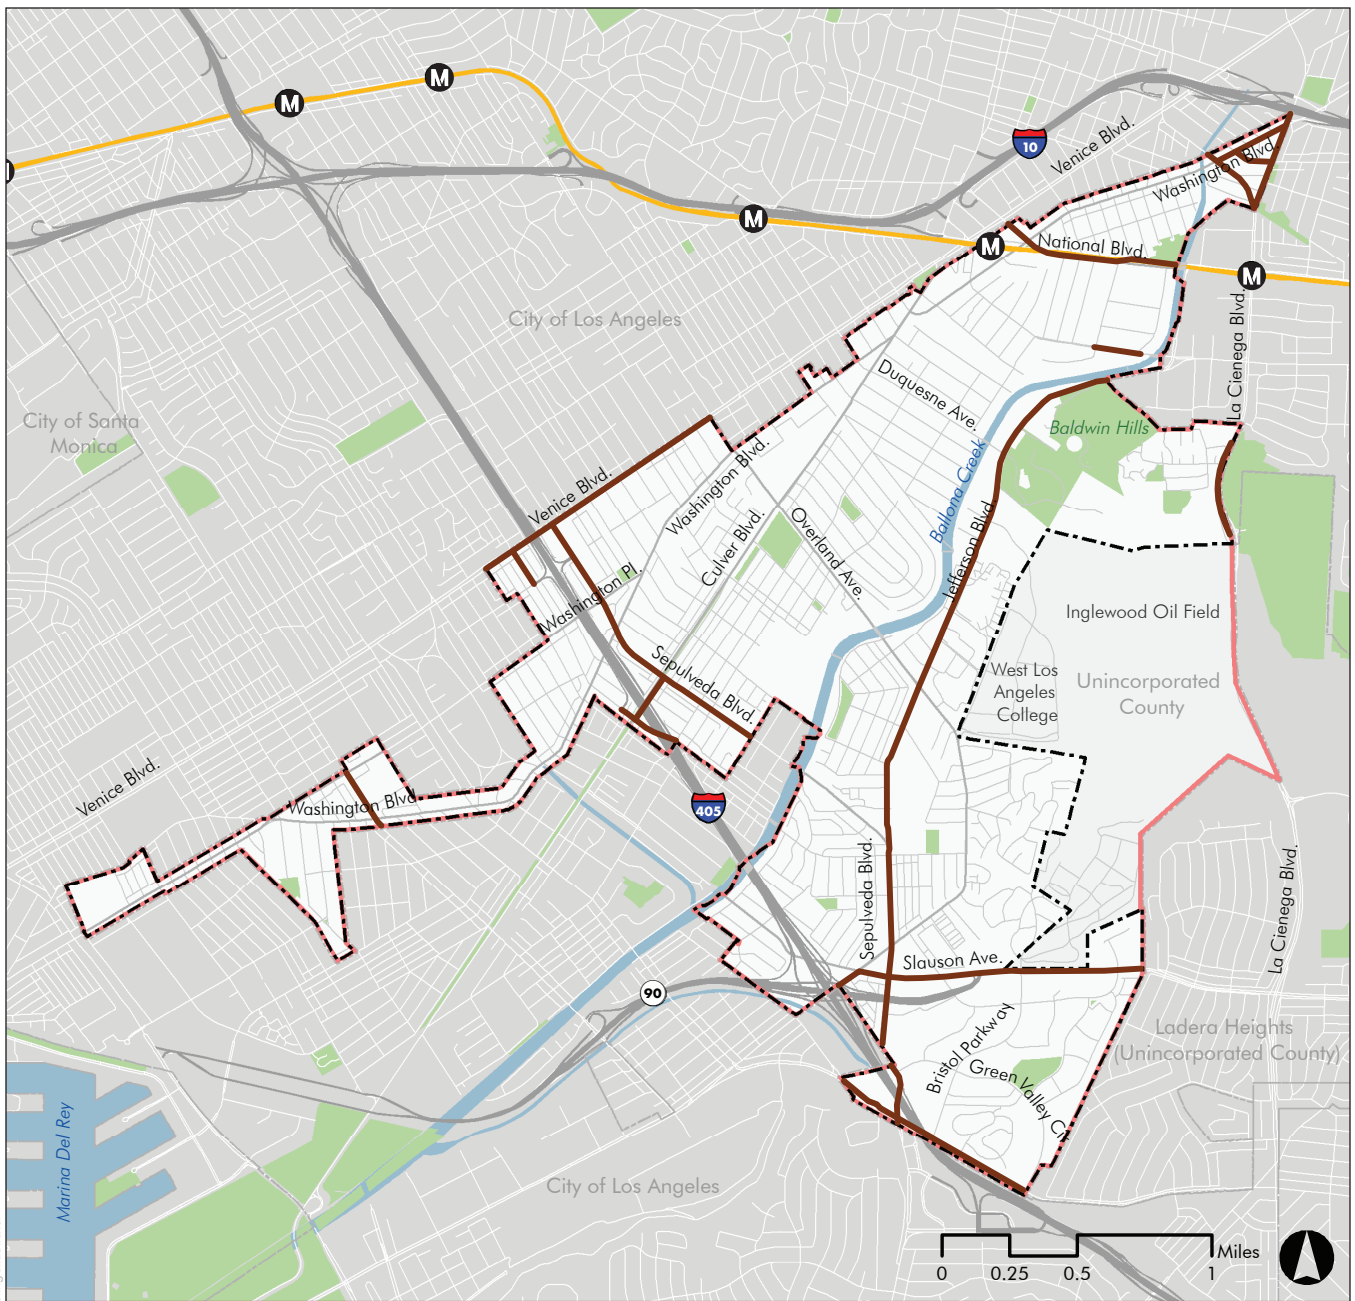 M
M
10
Venice Blvd.
Washington Blvd.
M
M
National Blvd.
M
City of Los Angeles
La Cienega Blvd.
Duquesne Ave.
City of Santa
Monica
Baldwin Hills
Ballona Creek
Venice Blvd.
Washington Blvd.
Culver Blvd.
Overland Ave.
Jefferson Blvd.
Washington Pl.
Inglewood Oil Field
Sepulveda Blvd.
West Los
Angeles
College
Unincorporated
County
Venice Blvd.
Washington Blvd.
405
Sepulveda Blvd.
La Cienega Blvd.
Slauson Ave.
90
Bristol Parkway
Green Valley Cir
Ladera Heights
(Unincorporated County)
Marina Del Rey
City of Los Angeles
Miles
0
0.25
0.5
1